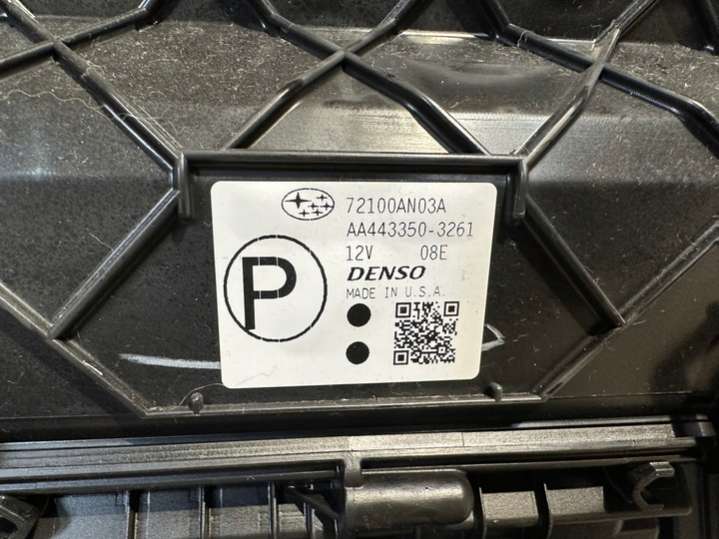 72100AN03A
AA443350-3261
12V 08E
DENSO
MADE IN U.S.A.
P